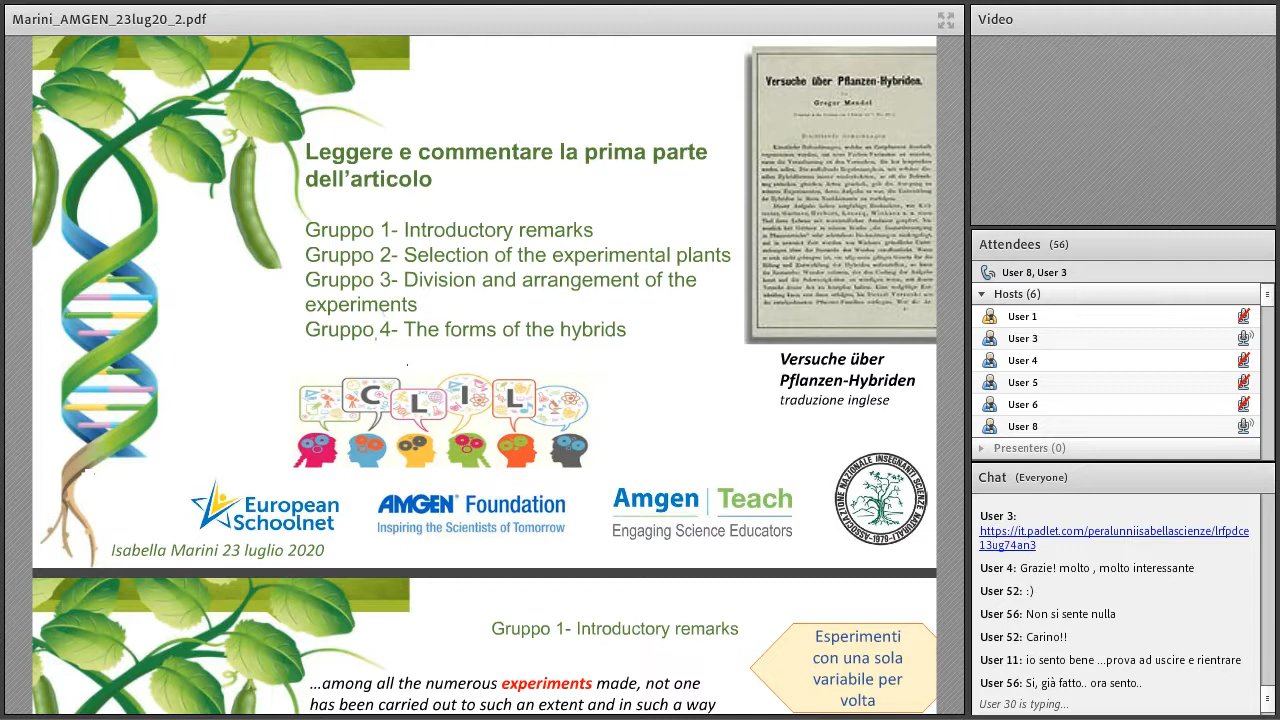 Marini_AMGEN_23lug20_2.pdf
Leggere e commentare la prima parte
dell’articolo
Gruppo 1- Introductory remarks
Gruppo 2- Selection of the experimental plants
Gruppo 3- Division and arrangement of the
experiments
Gruppo 4- The forms of the hybrids
Versuche über Pflanzen-Hybriden.
Gregor Mendel
Versuche über
Pflanzen-Hybriden
traduzione inglese
C L I L
European
Schoolnet
AMGEN® Foundation
Inspiring the Scientists of Tomorrow
Amgen Teach
Engaging Science Educators
ASSOCIAZIONE NAZIONALE INSEGNANTI SCIENZE NATURALI
-1979-
Isabella Marini 23 luglio 2020
Gruppo 1- Introductory remarks
…among all the numerous experiments made, not one
has been carried out to such an extent and in such a way
Esperimenti
con una sola
variabile per
volta
Video
Attendees (56)
User 8, User 3
Hosts (6)
User 1
User 3
User 4
User 5
User 6
User 8
Presenters (0)
Chat (Everyone)
User 3:
https://it.padlet.com/peralunniisabellascienze/lrfpdce
13ug74an3
User 4: Grazie! molto , molto interessante
User 52: :)
User 56: Non si sente nulla
User 52: Carino!!
User 11: io sento bene ...prova ad uscire e rientrare
User 56: Si, già fatto.. ora sento..
User 30 is typing...